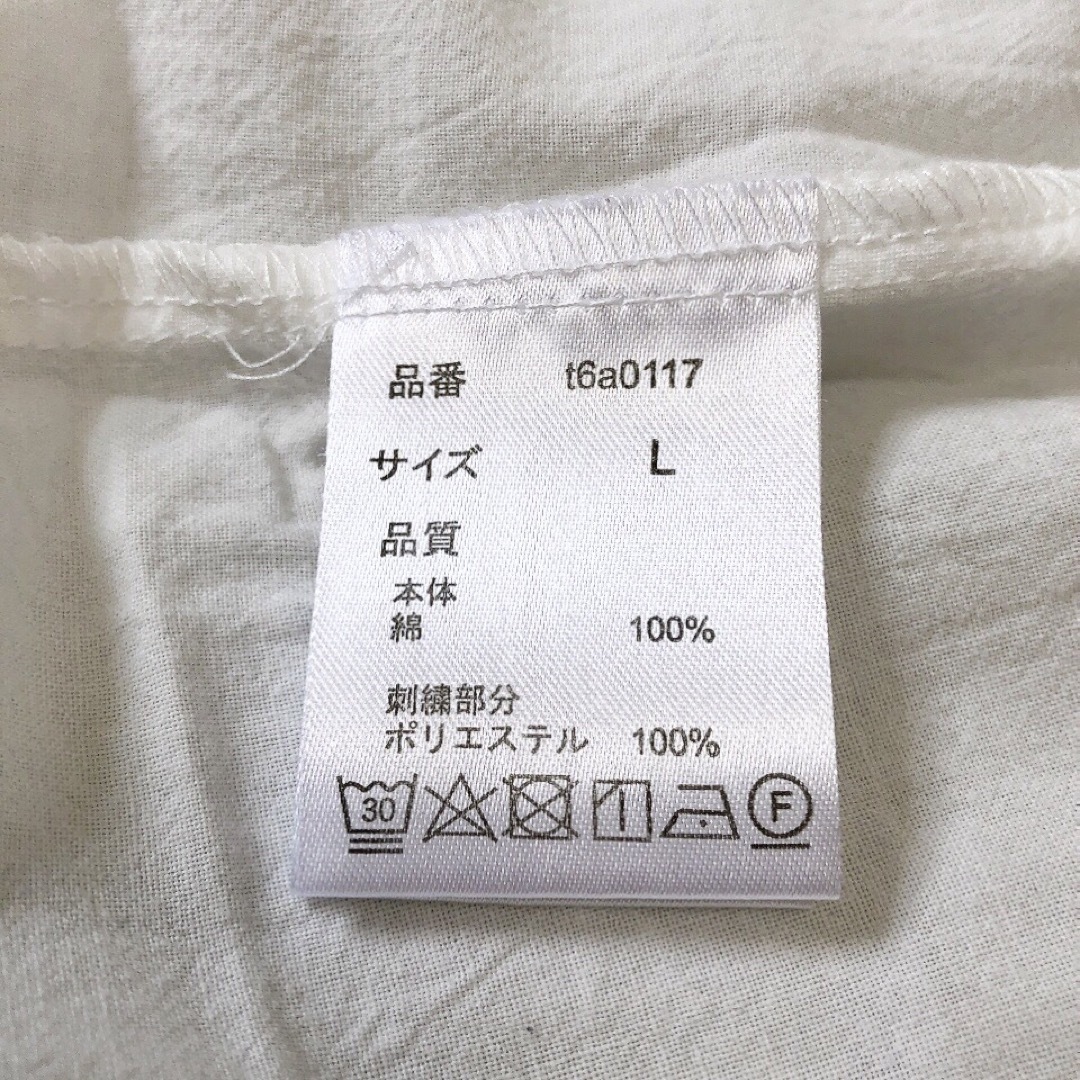 品番 t6a0117
サイズ L
品質
本体
綿 100%
刺繍部分
ポリエステル 100%
30 F